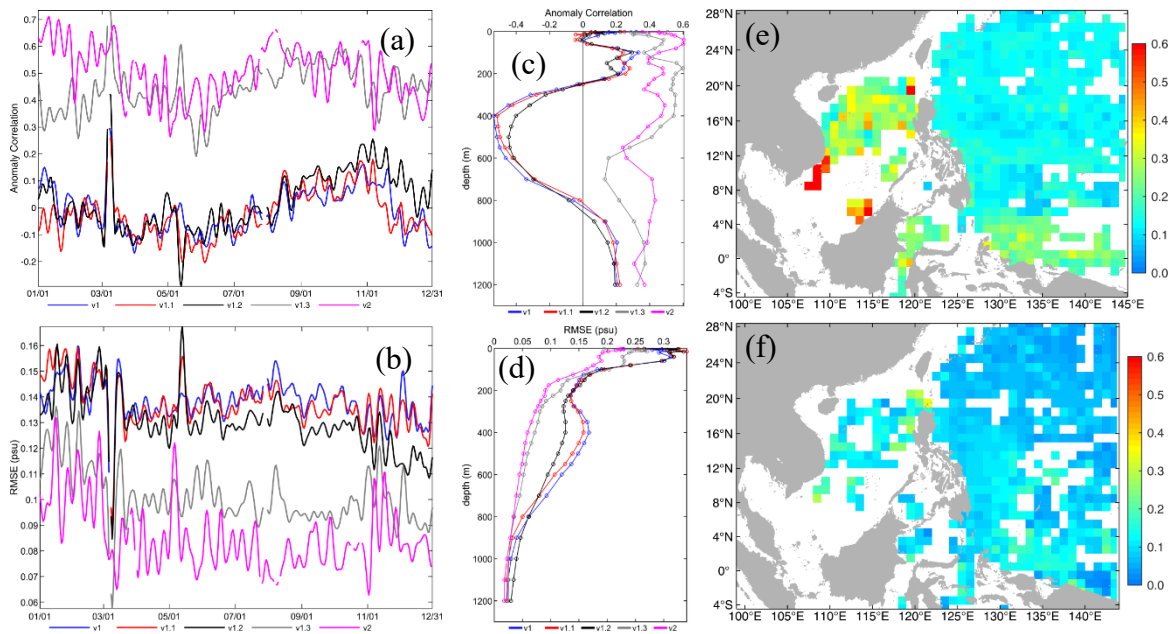 (a)
Anomaly Correlation
0.7
0.6
0.5
0.4
0.3
0.2
0.1
0
-0.1
-0.2
01/01 03/01 05/01 07/01 09/01 11/01 12/31
v1 v1.1 v1.2 v1.3 v2
(b)
RMSE (psu)
0.16
0.15
0.14
0.13
0.12
0.11
0.1
0.09
0.08
0.07
0.06
01/01 03/01 05/01 07/01 09/01 11/01 12/31
v1 v1.1 v1.2 v1.3 v2
Anomaly Correlation
-0.4 -0.2 0 0.2 0.4 0.6
(c)
depth (m)
0
200
400
600
800
1000
1200
v1 v1.1 v1.2 v1.3 v2
RMSE (psu)
0 0.05 0.1 0.15 0.2 0.25 0.3
(d)
depth (m)
0
200
400
600
800
1000
1200
v1 v1.1 v1.2 v1.3 v2
(e)
28°N
24°N
20°N
16°N
12°N
8°N
4°N
0°
4°S
100°E 105°E 110°E 115°E 120°E 125°E 130°E 135°E 140°E 145°E
0.6
0.5
0.4
0.3
0.2
0.1
0.0
(f)
28°N
24°N
20°N
16°N
12°N
8°N
4°N
0°
4°S
100°E 105°E 110°E 115°E 120°E 125°E 130°E 135°E 140°E
0.6
0.5
0.4
0.3
0.2
0.1
0.0